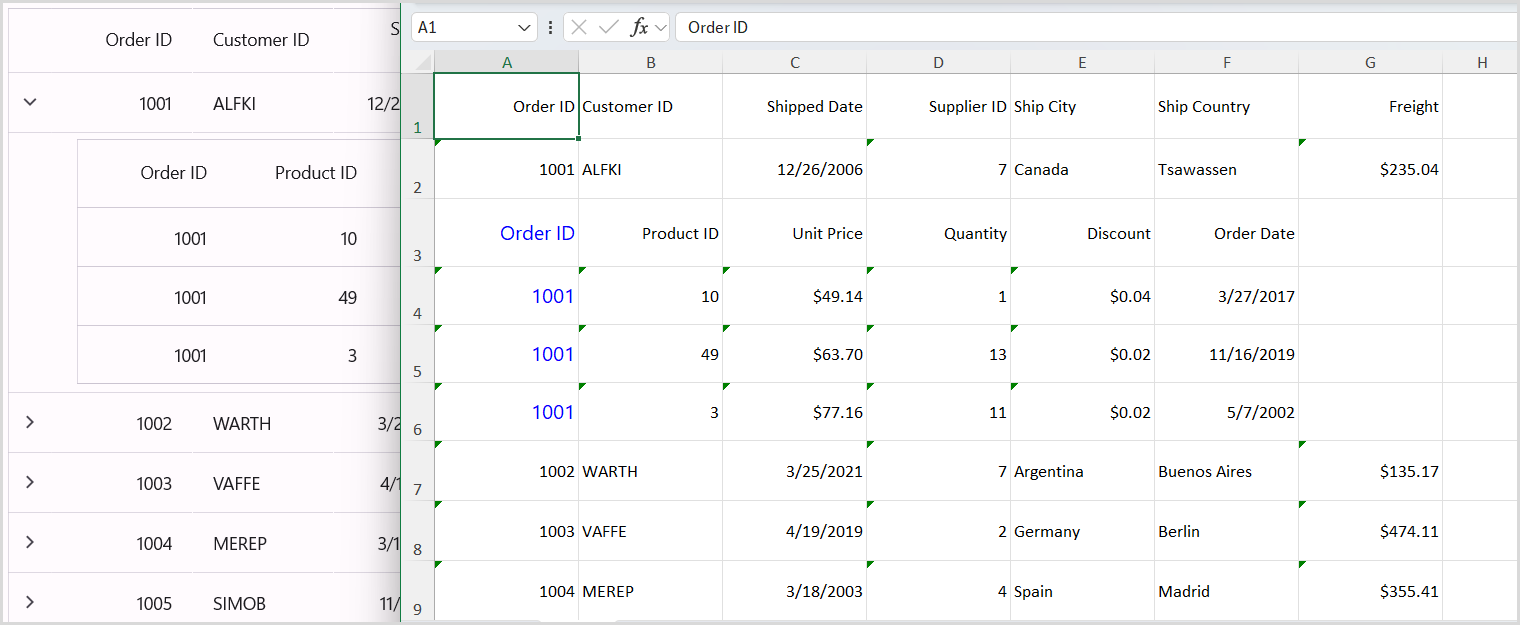 Order ID Customer ID S
1001 ALFKI 12/2
Order ID Product ID
1001 10
1001 49
1001 3
1002 WARTH 3/2
1003 VAFFE 4/1
1004 MEREP 3/1
1005 SIMOB 11/
A1 fx Order ID
A B C D E F G H
1 Order ID Customer ID Shipped Date Supplier ID Ship City Ship Country Freight
2 1001 ALFKI 12/26/2006 7 Canada Tsawassen $235.04
3 Order ID Product ID Unit Price Quantity Discount Order Date
4 1001 10 $49.14 1 $0.04 3/27/2017
5 1001 49 $63.70 13 $0.02 11/16/2019
6 1001 3 $77.16 11 $0.02 5/7/2002
7 1002 WARTH 3/25/2021 7 Argentina Buenos Aires $135.17
8 1003 VAFFE 4/19/2019 2 Germany Berlin $474.11
9 1004 MEREP 3/18/2003 4 Spain Madrid $355.41